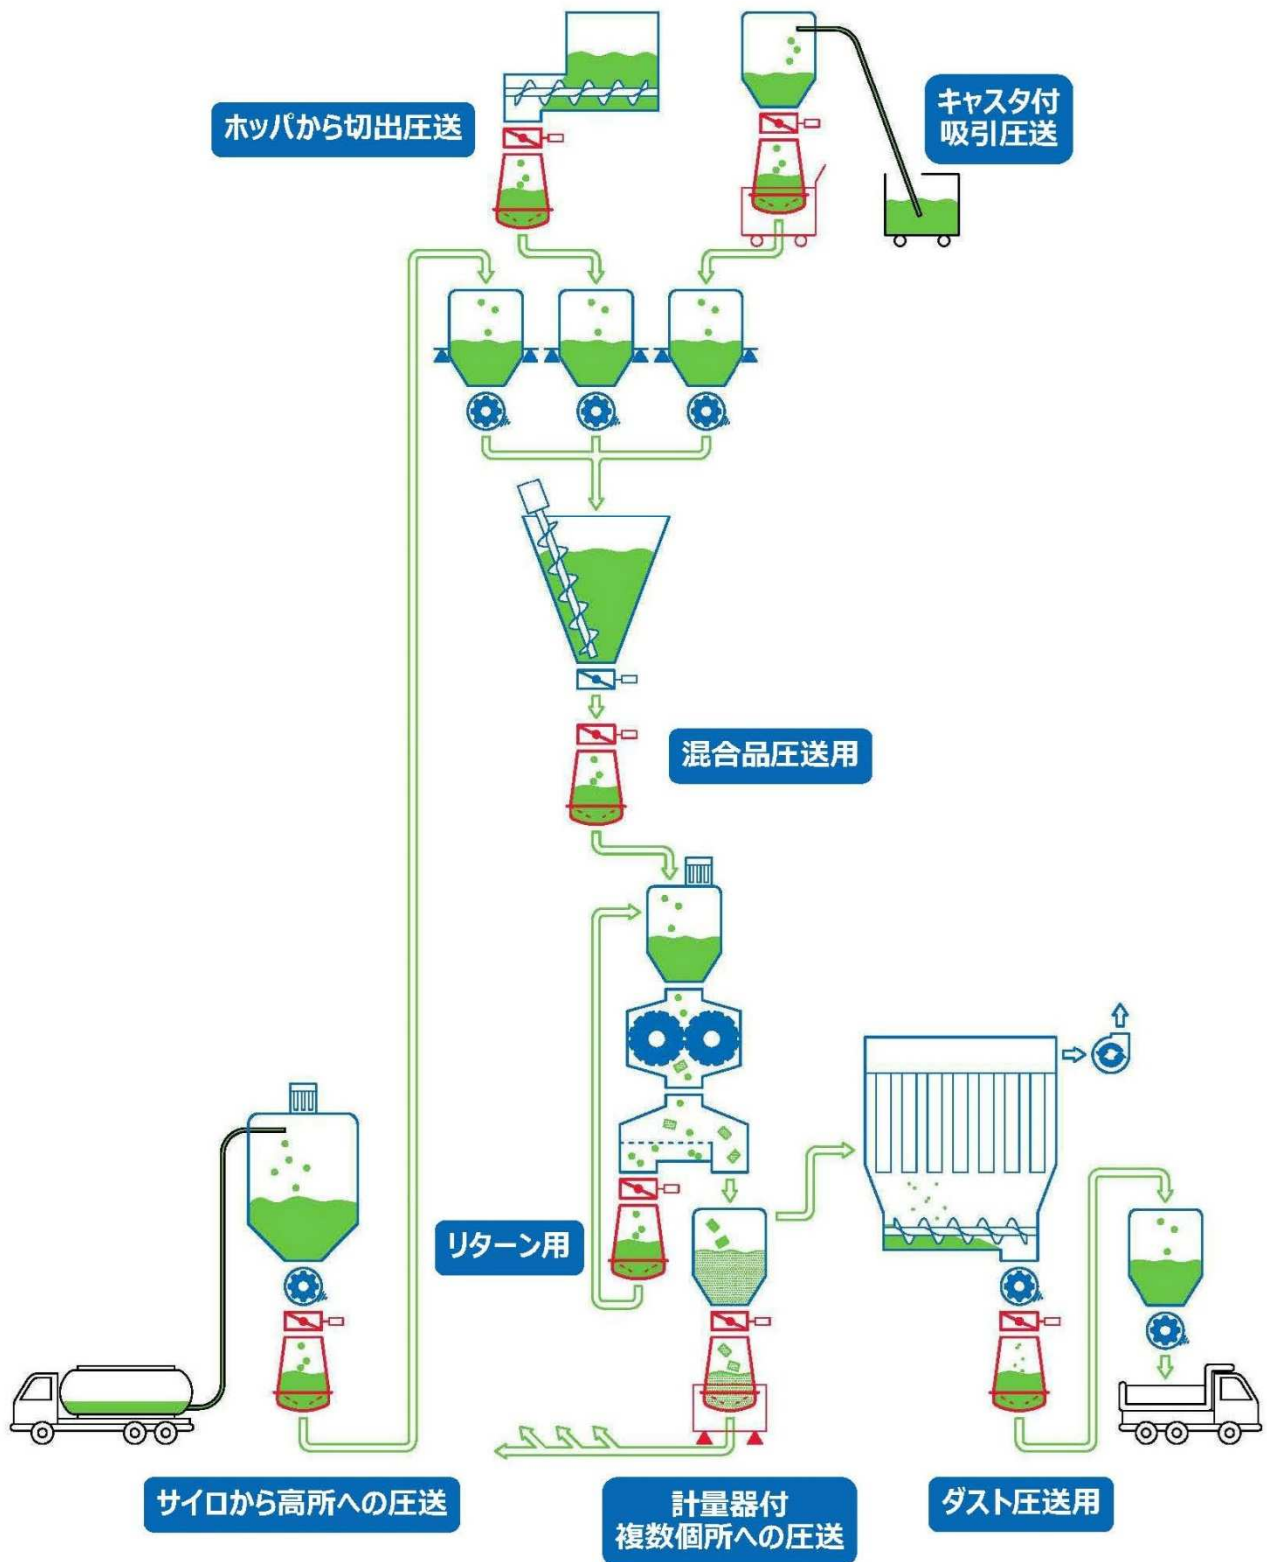 ホッパから切出圧送
キャスタ付
吸引圧送
混合品圧送用
リターン用
サイロから高所への圧送
計量器付
複数個所への圧送
ダスト圧送用